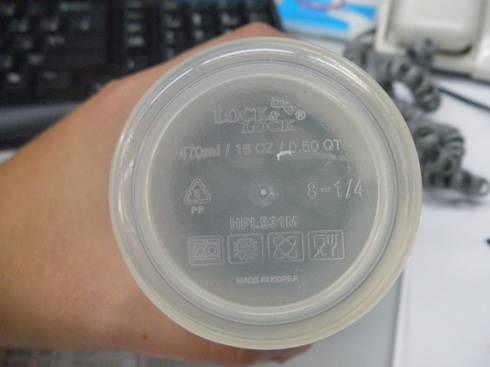 LOCK&
LOCK®
470ml / 16 OZ / 0.50 QT
5
PP
8-1/4
HPL931M
MADE IN KOREA